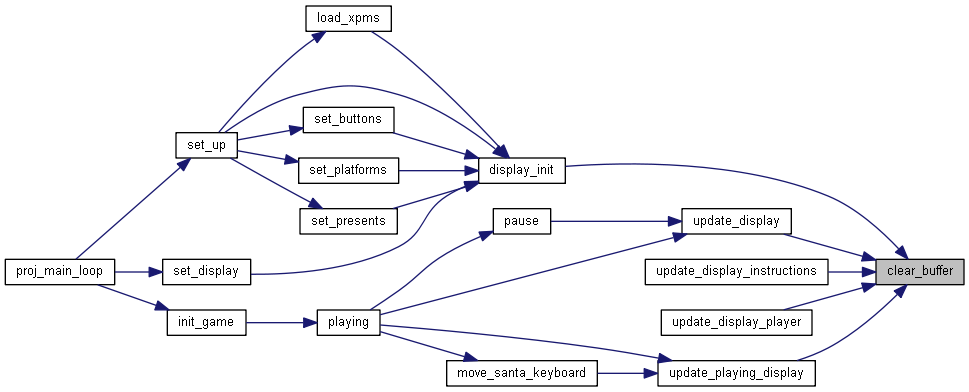 load_xpms
set_buttons
set_up
set_platforms
display_init
set_presents
pause
update_display
proj_main_loop
set_display
update_display_instructions
clear_buffer
init_game
playing
update_display_player
move_santa_keyboard
update_playing_display